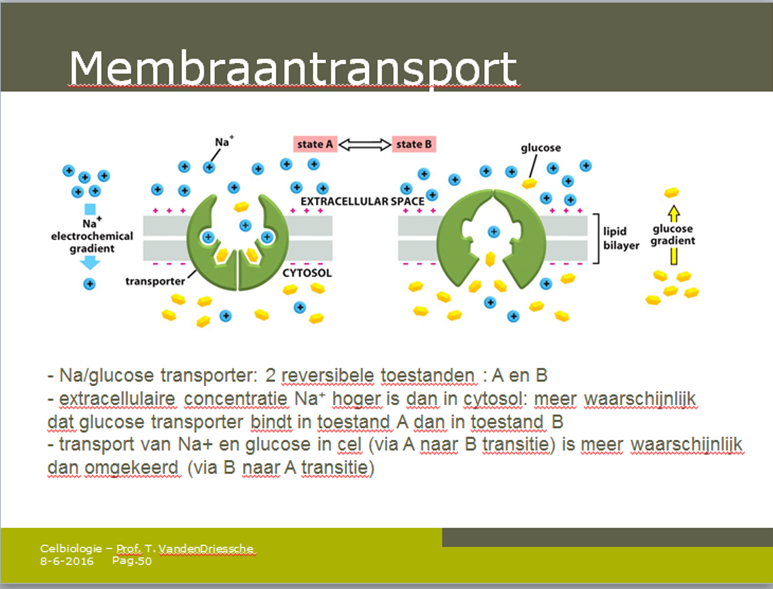 Membraantransport
Na+
state A
state B
glucose
EXTRACELLULAR SPACE
Na+
electrochemical
gradient
glucose
gradient
lipid
bilayer
transporter
CYTOSOL
- Na/glucose transporter: 2 reversibele toestanden : A en B
- extracellulaire concentratie Na+ hoger is dan in cytosol: meer waarschijnlijk
dat glucose transporter bindt in toestand A dan in toestand B
- transport van Na+ en glucose in cel (via A naar B transitie) is meer waarschijnlijk
dan omgekeerd (via B naar A transitie)
Celbiologie – Prof. T. VandenDriessche
8-6-2016 Pag.50